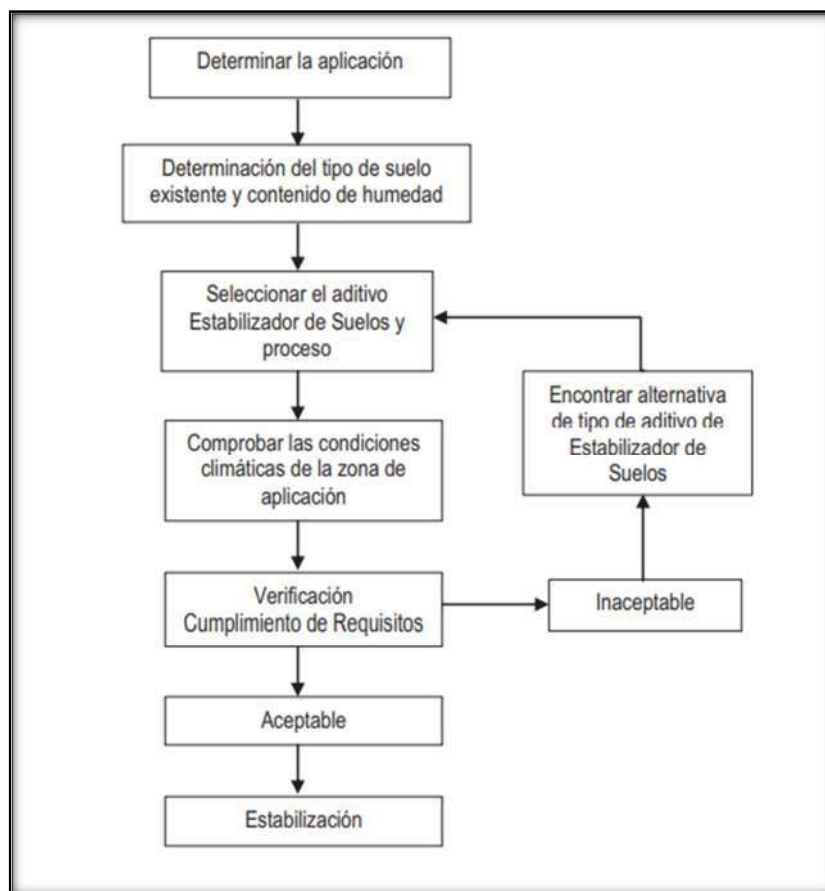 Determinar la aplicación
Determinación del tipo de suelo
existente y contenido de humedad
Seleccionar el aditivo
Estabilizador de Suelos y
proceso
Encontrar alternativa
de tipo de aditivo de
Estabilizador de
Suelos
Comprobar las condiciones
climáticas de la zona de
aplicación
Verificación
Cumplimiento de Requisitos
Inaceptable
Aceptable
Estabilización